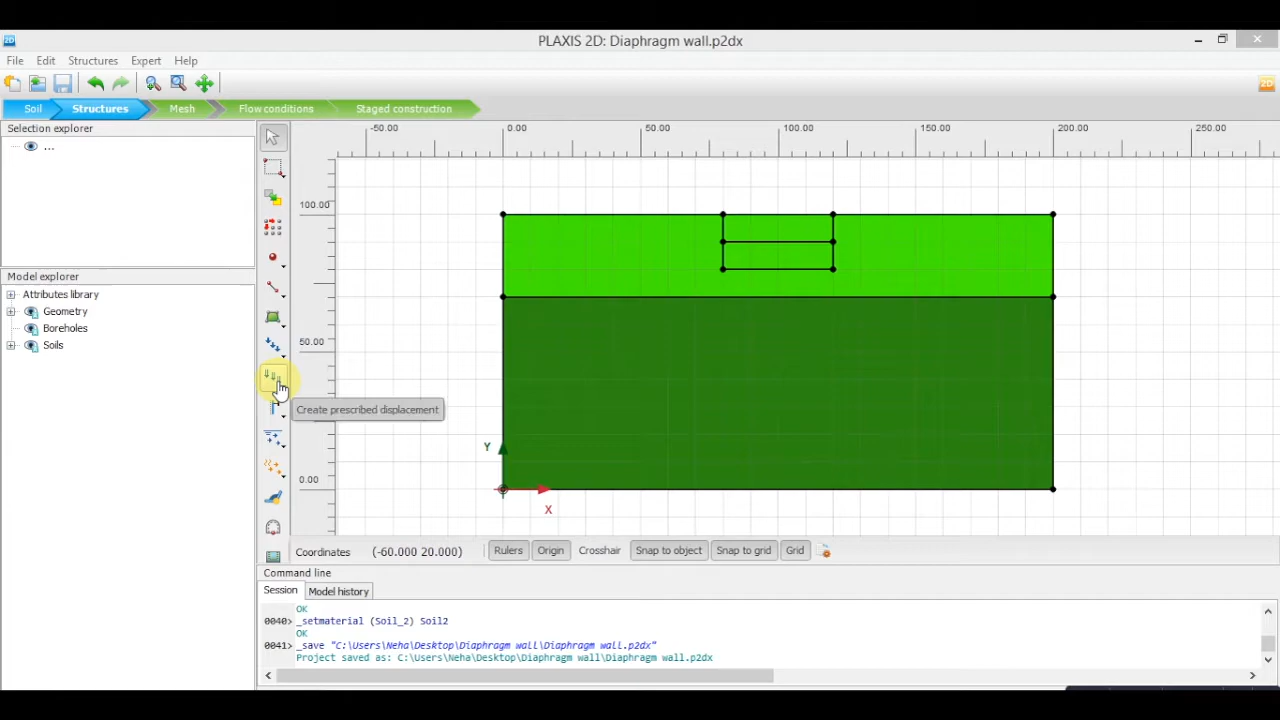 PLAXIS 2D: Diaphragm wall.p2dx
File Edit Structures Expert Help
2D
Soil Structures Mesh Flow conditions Staged construction
Selection explorer
...
-50.00 0.00 50.00 100.00 150.00 200.00 250.00
100.00
Model explorer
Attributes library
Geometry
Boreholes
Soils
50.00
Create prescribed displacement
Y
0.00
X
Coordinates (-60.000 20.000) Rulers Origin Crosshair Snap to object Snap to grid Grid
Command line
Session Model history
OK
0040> _setmaterial (Soil_2) Soil2
OK
0041> _save "C:\Users\Neha\Desktop\Diaphragm wall\Diaphragm wall.p2dx"
Project saved as: C:\Users\Neha\Desktop\Diaphragm wall\Diaphragm wall.p2dx